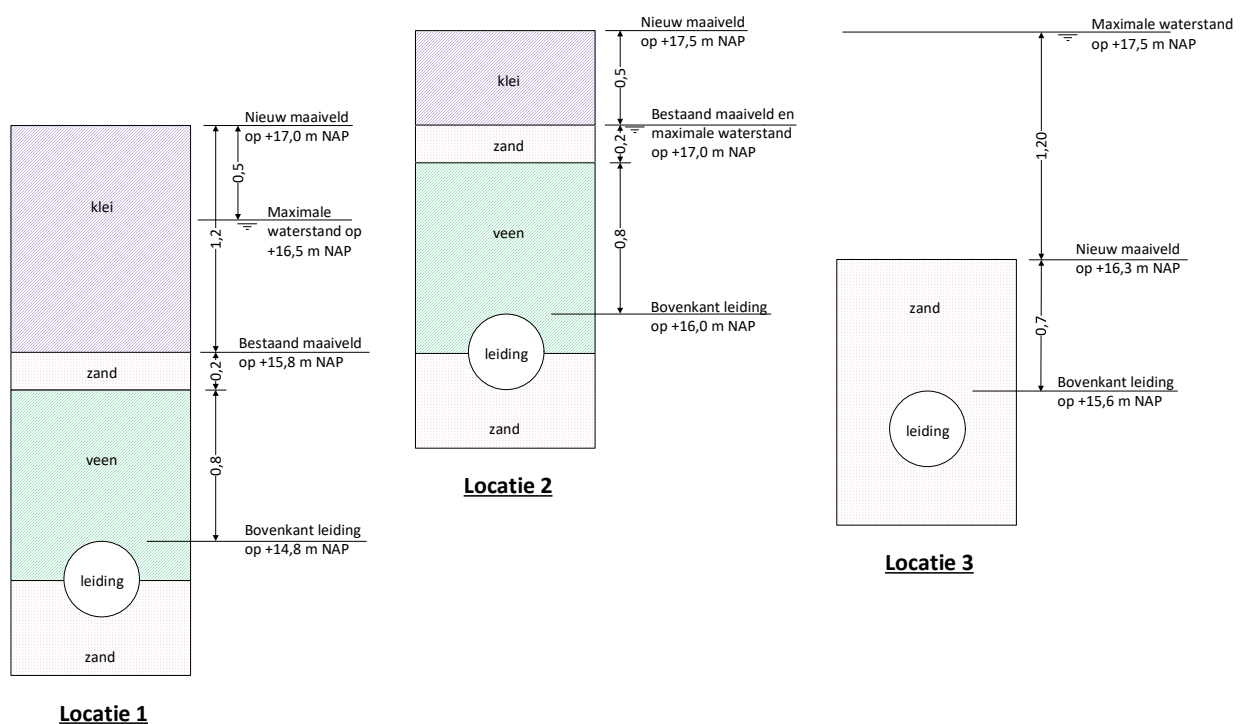 Nieuw maaiveld
op +17,0 m NAP
0,5
klei
Maximale
waterstand op
+16,5 m NAP
1,2
Bestaand maaiveld
op +15,8 m NAP
0,2
zand
veen
0,8
Bovenkant leiding
op +14,8 m NAP
leiding
zand
Locatie 1
Nieuw maaiveld
op +17,5 m NAP
klei
0,5
Bestaand maaiveld en
maximale waterstand
op +17,0 m NAP
0,2
zand
veen
0,8
Bovenkant leiding
op +16,0 m NAP
leiding
zand
Locatie 2
Maximale waterstand
op +17,5 m NAP
1,20
Nieuw maaiveld
op +16,3 m NAP
zand
0,7
Bovenkant leiding
op +15,6 m NAP
leiding
Locatie 3